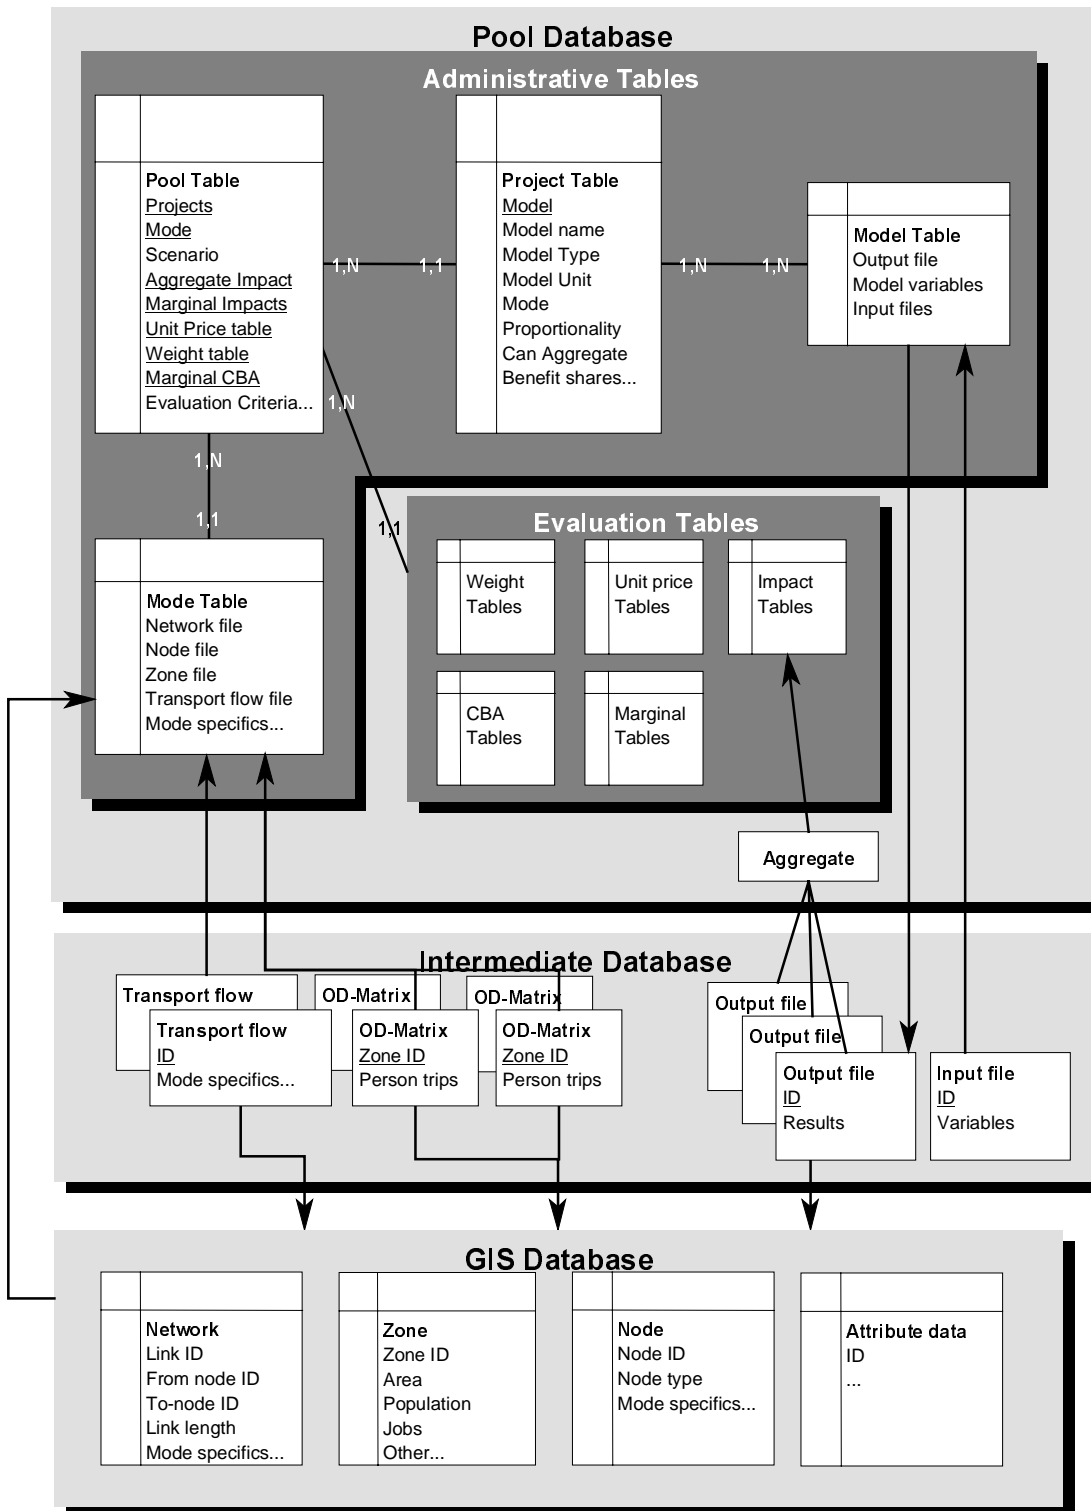 Pool Database
Administrative Tables
Pool Table
Projects
Mode
Scenario
Aggregate Impact
Marginal Impacts
Unit Price table
Weight table
Marginal CBA
Evaluation Criteria...
1,N
1,1
Project Table
Model
Model name
Model Type
Model Unit
Mode
Proportionality
Can Aggregate
Benefit shares...
1,N
1,N
Model Table
Output file
Model variables
Input files
1,N
1,1
1,N
1,1
Mode Table
Network file
Node file
Zone file
Transport flow file
Mode specifics...
Evaluation Tables
Weight
Tables
Unit price
Tables
Impact
Tables
CBA
Tables
Marginal
Tables
Aggregate
Intermediate Database
Transport flow
Transport flow
ID
Mode specifics...
OD-Matrix
OD-Matrix
Zone ID
Person trips
OD-Matrix
OD-Matrix
Zone ID
Person trips
Output file
Output file
Output file
ID
Results
Input file
ID
Variables
GIS Database
Network
Link ID
From node ID
To-node ID
Link length
Mode specifics...
Zone
Zone ID
Area
Population
Jobs
Other...
Node
Node ID
Node type
Mode specifics...
Attribute data
ID
...